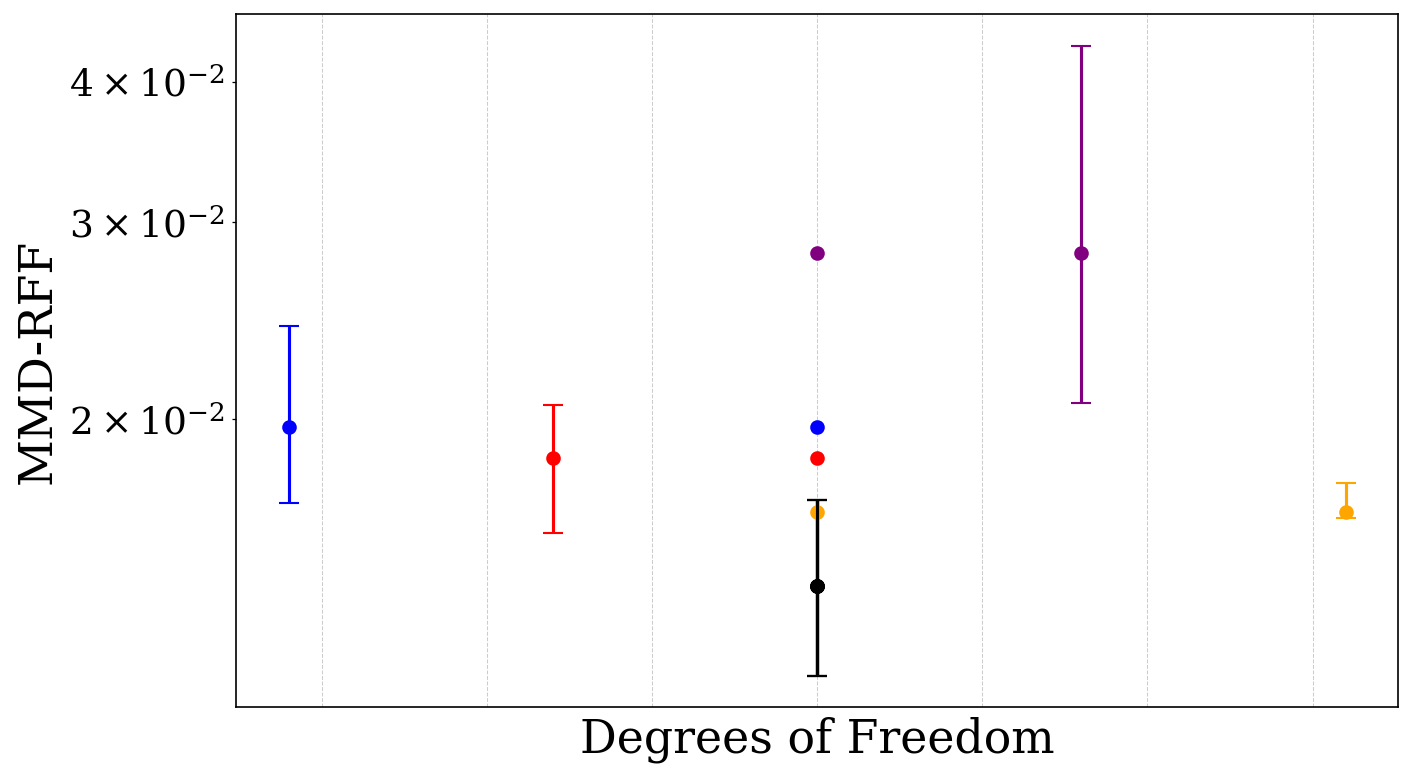 4 × 10⁻²
3 × 10⁻²
2 × 10⁻²
MMD-RFF
Degrees of Freedom